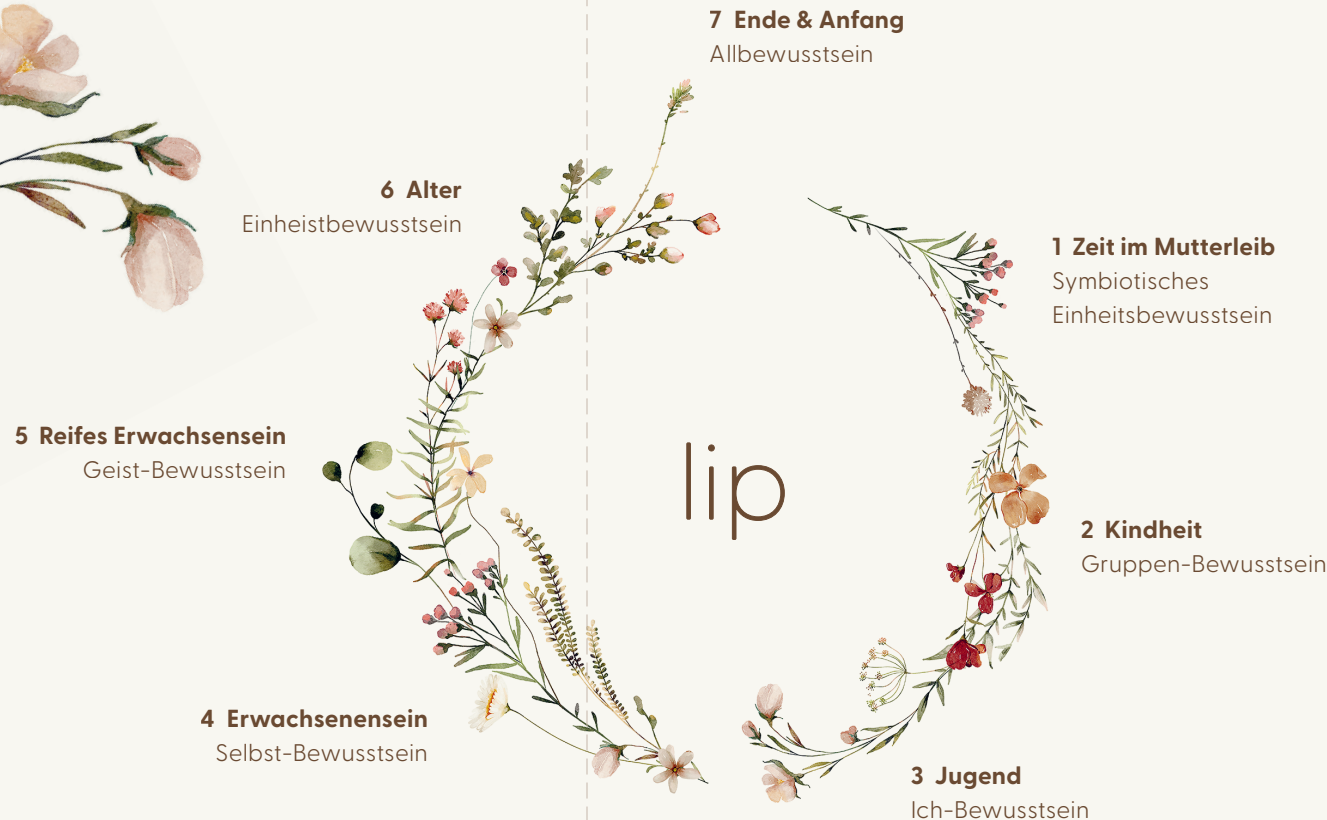 7 Ende & Anfang
Allbewusstsein
6 Alter
Einheistbewusstsein
1 Zeit im Mutterleib
Symbiotisches
Einheitsbewusstsein
5 Reifes Erwachsensein
Geist-Bewusstsein
lip
2 Kindheit
Gruppen-Bewusstsein
4 Erwachsenensein
Selbst-Bewusstsein
3 Jugend
Ich-Bewusstsein